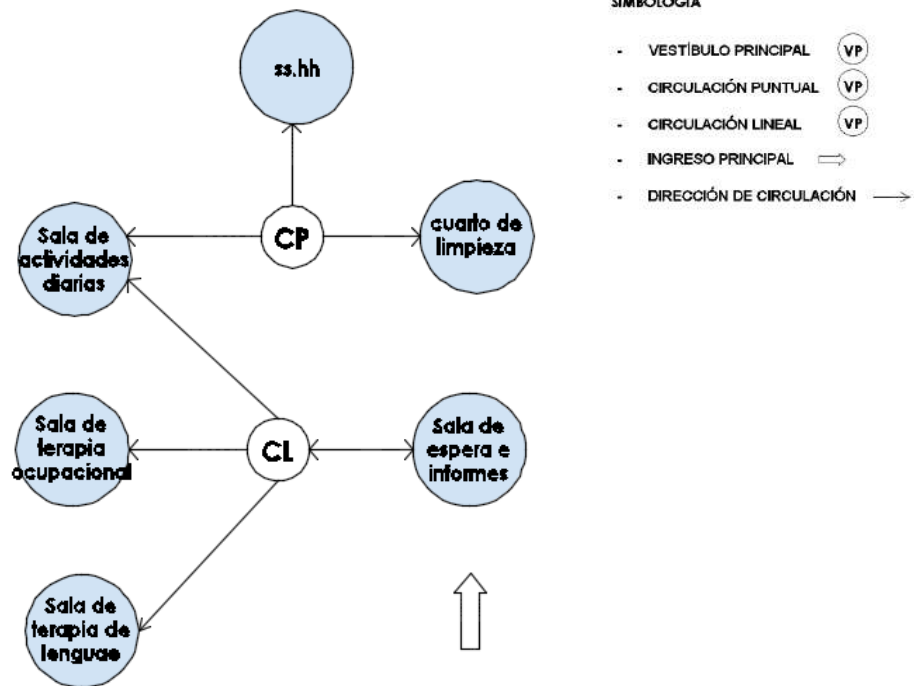 SIMBOLOGÍA
- VESTÍBULO PRINCIPAL VP
- CIRCULACIÓN PUNTUAL VP
- CIRCULACIÓN LINEAL VP
- INGRESO PRINCIPAL
- DIRECCIÓN DE CIRCULACIÓN
ss.hh
CP
Sala de
actividades
diarias
cuarto de
limpieza
Sala de
terapia
ocupacional
CL
Sala de
espera e
informes
Sala de
terapia de
lenguae